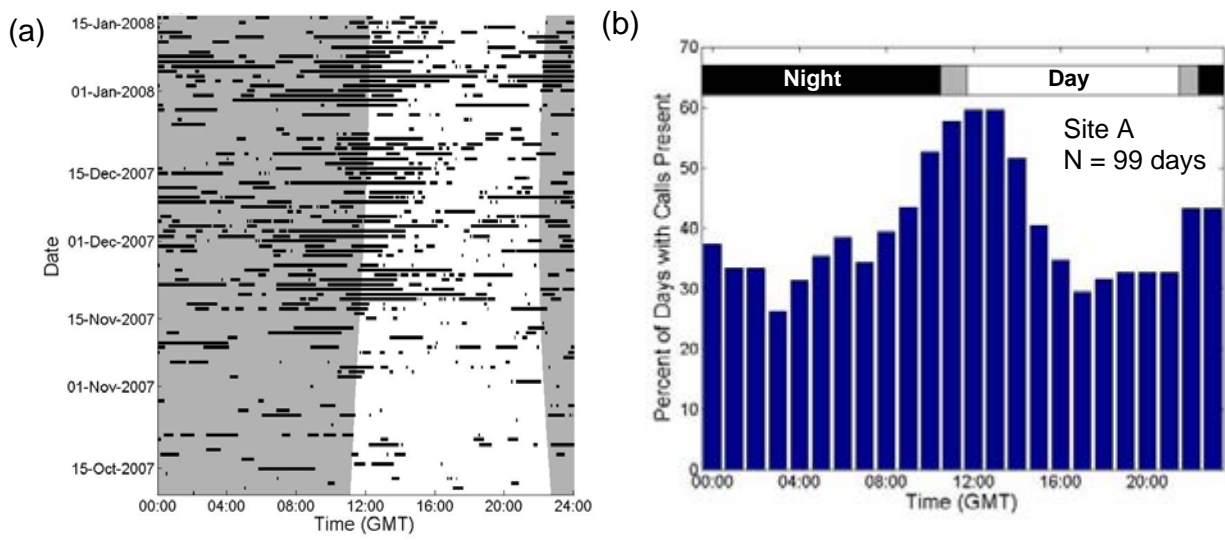 (a)
15-Jan-2008
01-Jan-2008
15-Dec-2007
01-Dec-2007
15-Nov-2007
01-Nov-2007
15-Oct-2007
Date
00:00 04:00 08:00 12:00 16:00 20:00 24:00
Time (GMT)
(b)
70
60
50
40
30
20
10
0
Percent of Days with Calls Present
Night Day
Site A
N = 99 days
00:00 04:00 08:00 12:00 16:00 20:00
Time (GMT)